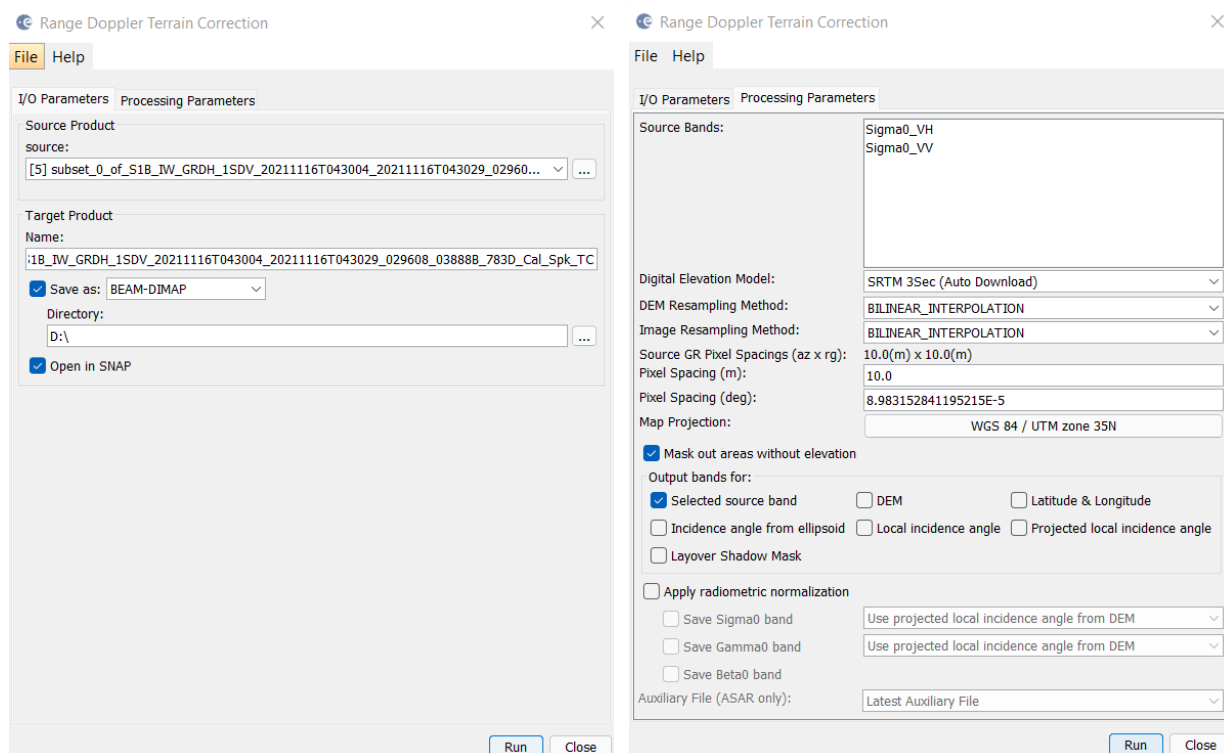 Range Doppler Terrain Correction
File Help
I/O Parameters Processing Parameters
Source Product
source:
[5] subset_0_of_S1B_IW_GRDH_1SDV_20211116T043004_20211116T043029_02960... ...
Target Product
Name:
S1B_IW_GRDH_1SDV_20211116T043004_20211116T043029_029608_03888B_783D_Cal_Spk_TC
Save as: BEAM-DIMAP
Directory:
D:\ ...
Open in SNAP
Run Close
Range Doppler Terrain Correction
File Help
I/O Parameters Processing Parameters
Source Bands: Sigma0_VH
Sigma0_VV
Digital Elevation Model: SRTM 3Sec (Auto Download)
DEM Resampling Method: BILINEAR_INTERPOLATION
Image Resampling Method: BILINEAR_INTERPOLATION
Source GR Pixel Spacings (az x rg): 10.0(m) x 10.0(m)
Pixel Spacing (m): 10.0
Pixel Spacing (deg): 8.983152841195215E-5
Map Projection: WGS 84 / UTM zone 35N
Mask out areas without elevation
Output bands for:
Selected source band DEM Latitude & Longitude
Incidence angle from ellipsoid Local incidence angle Projected local incidence angle
Layover Shadow Mask
Apply radiometric normalization
Save Sigma0 band Use projected local incidence angle from DEM
Save Gamma0 band Use projected local incidence angle from DEM
Save Beta0 band
Auxiliary File (ASAR only): Latest Auxiliary File
Run Close